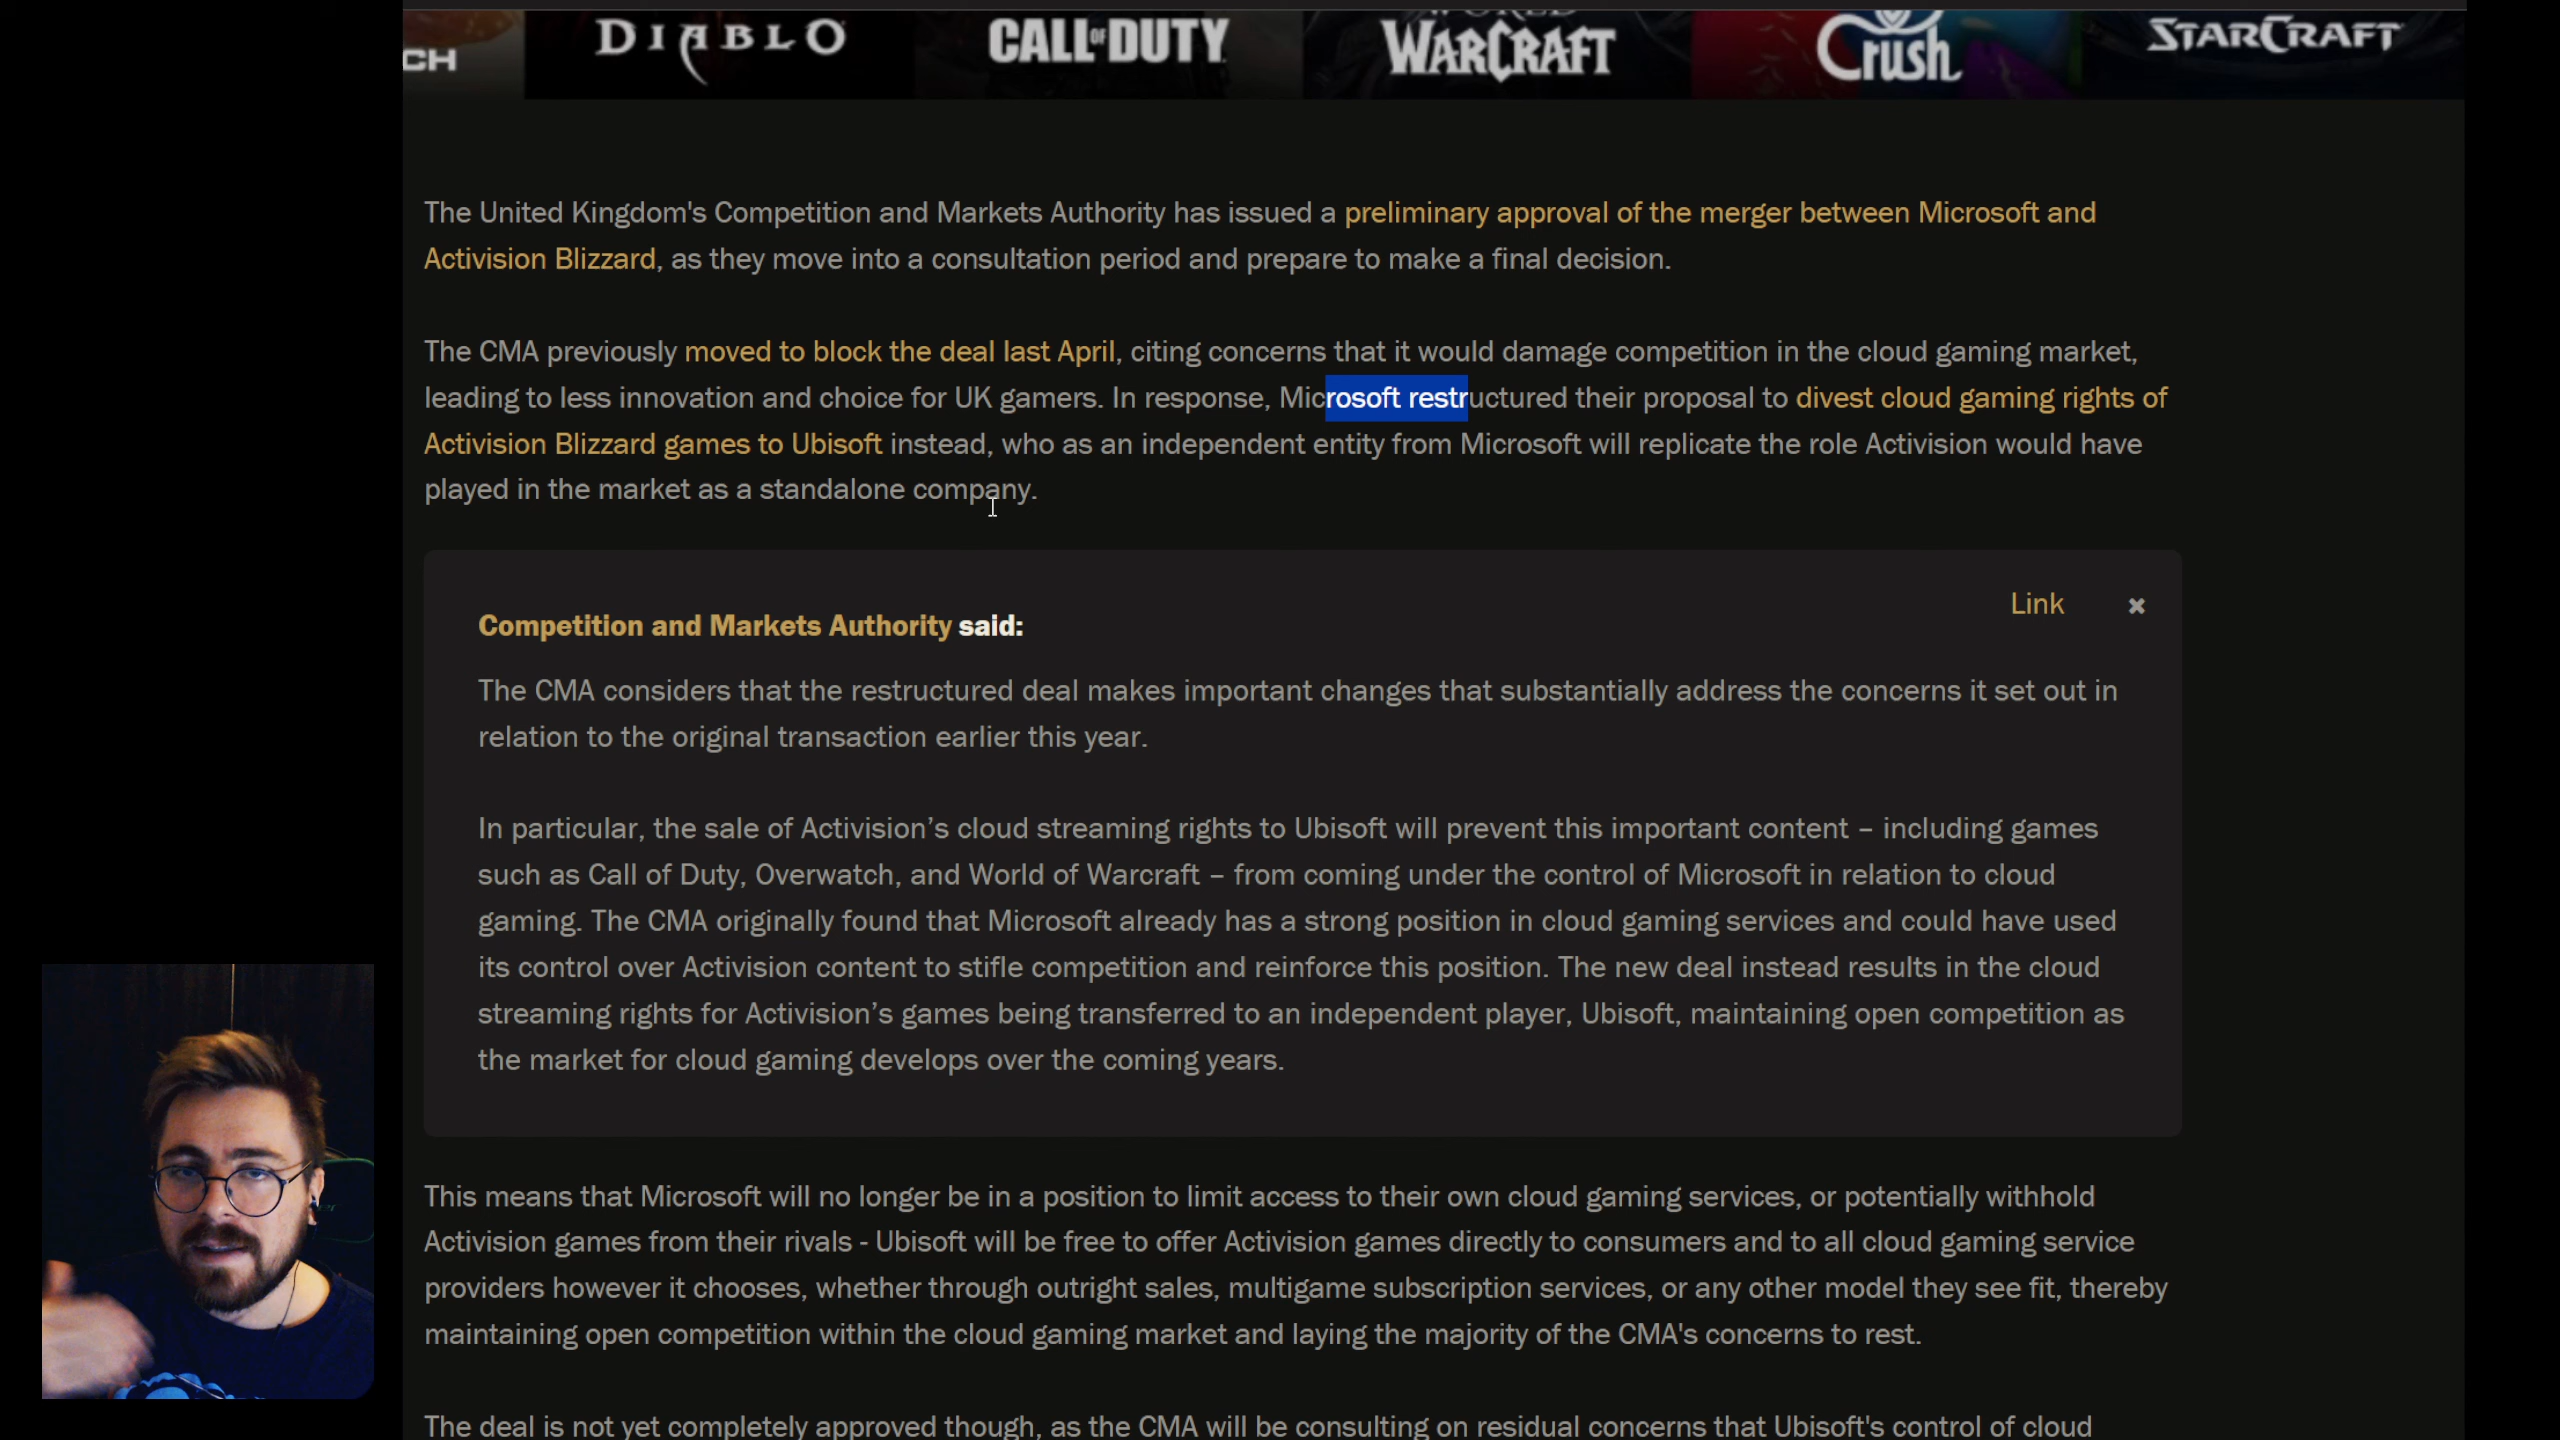 CH
DIABLO
CALL OF DUTY
WORLD
WARCRAFT
Crush
STARCRAFT
The United Kingdom's Competition and Markets Authority has issued a preliminary approval of the merger between Microsoft and
Activision Blizzard, as they move into a consultation period and prepare to make a final decision.
The CMA previously moved to block the deal last April, citing concerns that it would damage competition in the cloud gaming market,
leading to less innovation and choice for UK gamers. In response, Microsoft restructured their proposal to divest cloud gaming rights of
Activision Blizzard games to Ubisoft instead, who as an independent entity from Microsoft will replicate the role Activision would have
played in the market as a standalone company.
Link ✖
Competition and Markets Authority said:
The CMA considers that the restructured deal makes important changes that substantially address the concerns it set out in
relation to the original transaction earlier this year.
In particular, the sale of Activision’s cloud streaming rights to Ubisoft will prevent this important content – including games
such as Call of Duty, Overwatch, and World of Warcraft – from coming under the control of Microsoft in relation to cloud
gaming. The CMA originally found that Microsoft already has a strong position in cloud gaming services and could have used
its control over Activision content to stifle competition and reinforce this position. The new deal instead results in the cloud
streaming rights for Activision’s games being transferred to an independent player, Ubisoft, maintaining open competition as
the market for cloud gaming develops over the coming years.
This means that Microsoft will no longer be in a position to limit access to their own cloud gaming services, or potentially withhold
Activision games from their rivals - Ubisoft will be free to offer Activision games directly to consumers and to all cloud gaming service
providers however it chooses, whether through outright sales, multigame subscription services, or any other model they see fit, thereby
maintaining open competition within the cloud gaming market and laying the majority of the CMA's concerns to rest.
The deal is not yet completely approved though, as the CMA will be consulting on residual concerns that Ubisoft's control of cloud